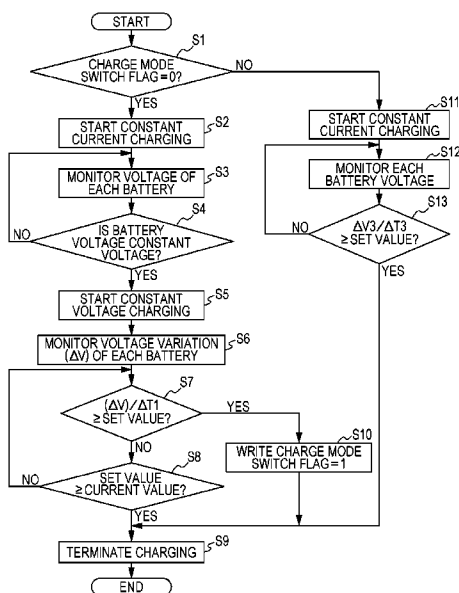 START
S1
CHARGE MODE
SWITCH FLAG=0?
NO
YES
S2
START CONSTANT
CURRENT CHARGING
S3
MONITOR VOLTAGE OF
EACH BATTERY
S4
IS BATTERY
VOLTAGE CONSTANT
VOLTAGE?
NO
YES
S5
START CONSTANT
VOLTAGE CHARGING
S6
MONITOR VOLTAGE VARIATION
(ΔV) OF EACH BATTERY
S7
(ΔV)/ΔT1
≥SET VALUE?
YES
NO
S8
SET VALUE
≥CURRENT VALUE?
NO
YES
S9
TERMINATE CHARGING
END
S10
WRITE CHARGE MODE
SWITCH FLAG=1
S11
START CONSTANT
CURRENT CHARGING
S12
MONITOR EACH
BATTERY VOLTAGE
S13
ΔV3/ΔT3
≥SET VALUE?
NO
YES